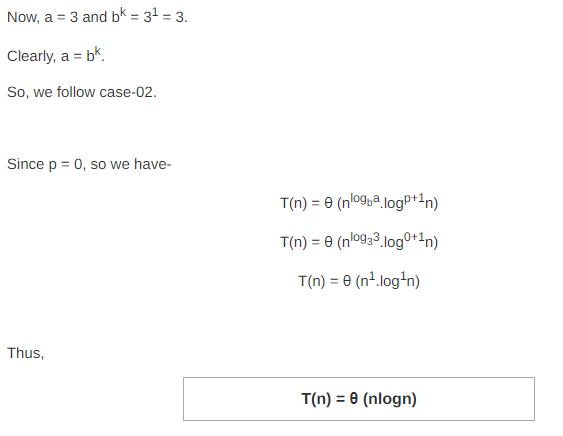 Now, a = 3 and bᵏ = 3¹ = 3.
Clearly, a = bᵏ.
So, we follow case-02.
Since p = 0, so we have-
T(n) = θ (n^log_b a.log^p+1 n)
T(n) = θ (n^log_3 3.log^0+1 n)
T(n) = θ (n¹.log¹n)
Thus,
T(n) = θ (nlogn)